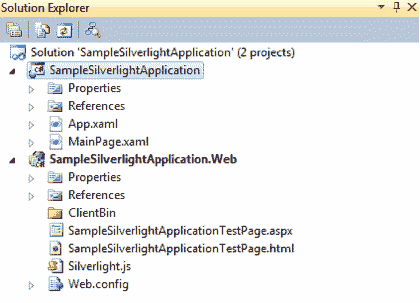 Solution Explorer
Solution 'SampleSilverlightApplication' (2 projects)
SampleSilverlightApplication
Properties
References
App.xaml
MainPage.xaml
SampleSilverlightApplication.Web
Properties
References
ClientBin
SampleSilverlightApplicationTestPage.aspx
SampleSilverlightApplicationTestPage.html
Silverlight.js
Web.config